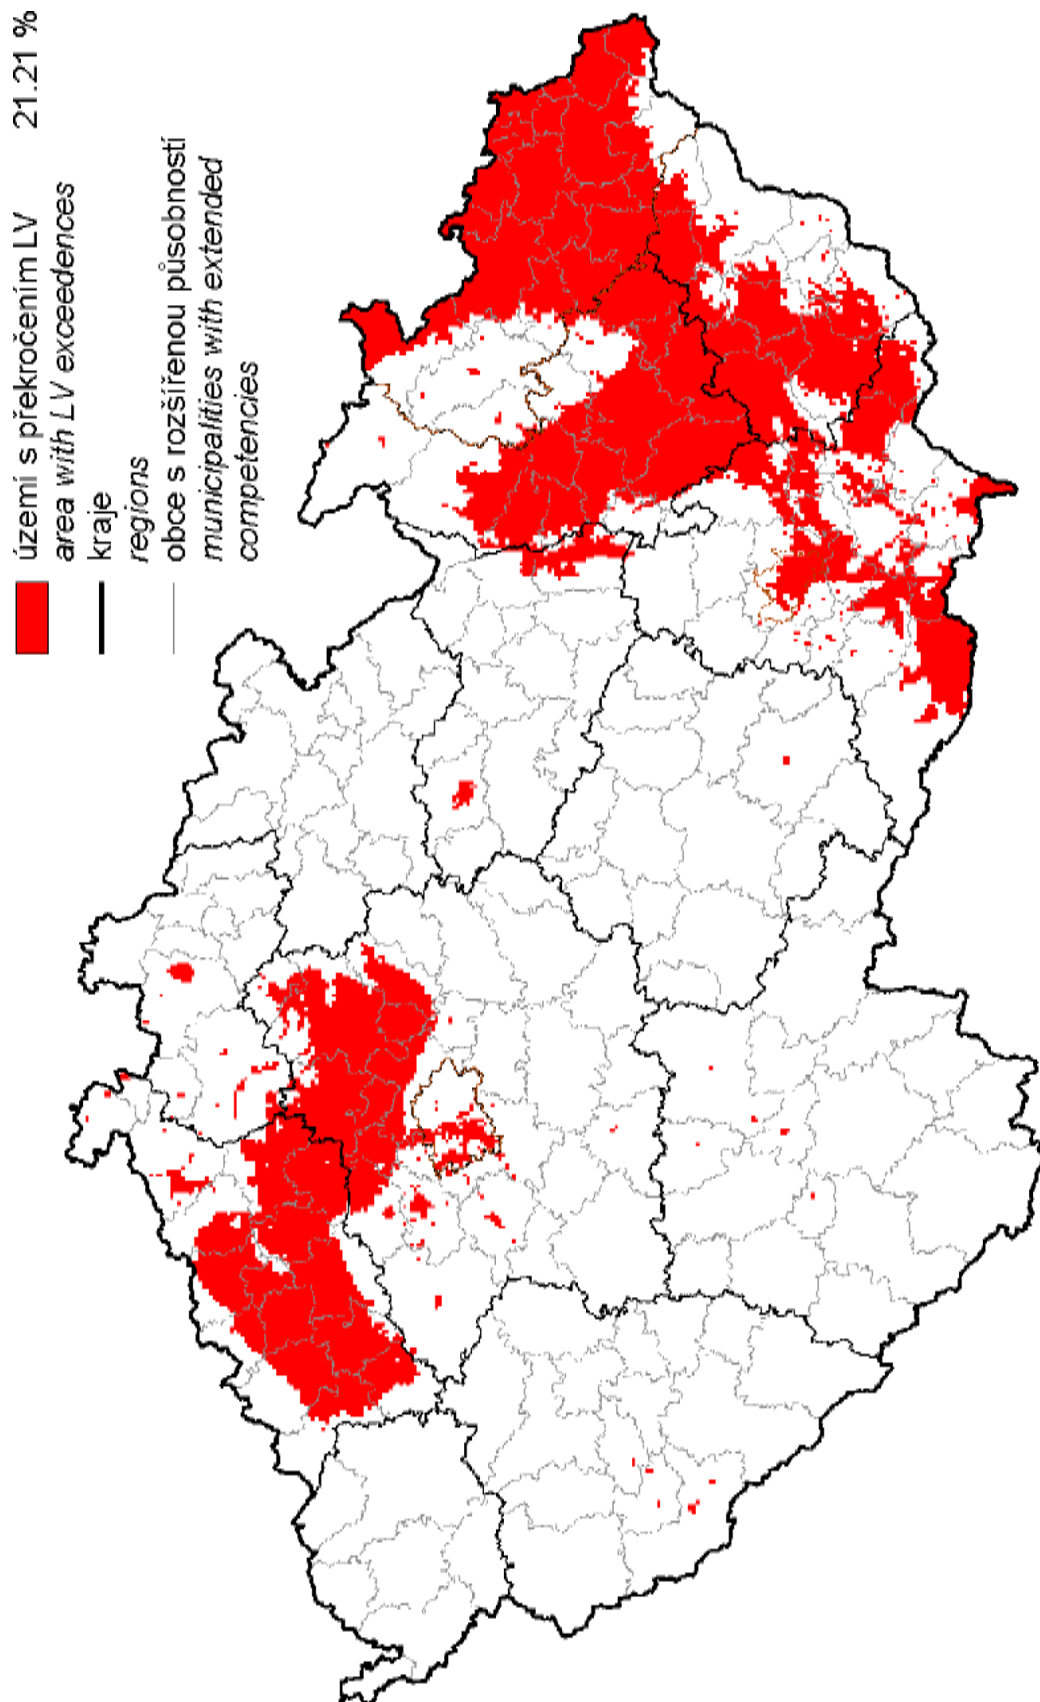 území s překročením LV 21.21 %
area with LV exceedences
kraje
regions
obce s rozšířenou působností
municipalities with extended
competencies